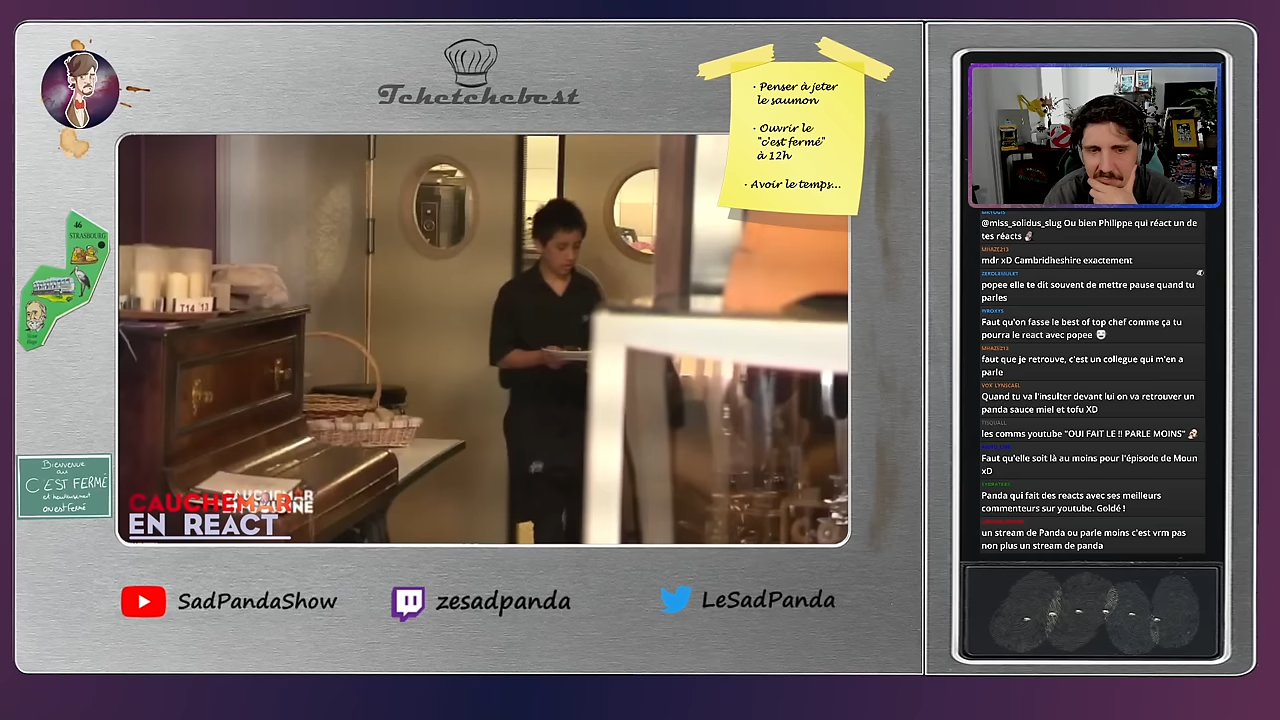 Tchetchebest
· Penser à jeter
le saumon
· Ouvrir le
"c'est fermé"
à 12h
· Avoir le temps...
46
STRASBOURG
T14 '13
Bienvenue
au
C'EST FERMÉ
on est fermé
CAUCHEMAR
EN REACT
SadPandaShow
zesadpanda
LeSadPanda
@miss_solidus_slug Ou bien Philippe qui réact un de
tes réacts
MHAZE213
mdr xD Cambridheshire exactement
ZEROLEMULET
popee elle te dit souvent de mettre pause quand tu
parles
Faut qu'on fasse le best of top chef comme ça tu
pourra le react avec popee
MHAZE213
faut que je retrouve, c'est un collegue qui m'en a
parle
VOX_LYNSCAEL
Quand tu va l'insulter devant lui on va retrouver un
panda sauce miel et tofu XD
TISQUALL
les comms youtube "OUI FAIT LE !! PARLE MOINS"
Faut qu'elle soit là au moins pour l'épisode de Moun
xD
Panda qui fait des reacts avec ses meilleurs
commenteurs sur youtube. Goldé !
un stream de Panda ou parle moins c'est vrm pas
non plus un stream de panda